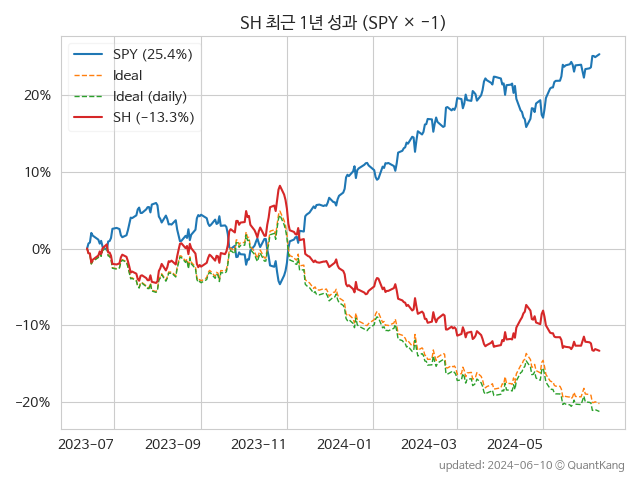 SH 최근 1년 성과 (SPY × −1)
SPY (25.4%)
Ideal
Ideal (daily)
SH (−13.3%)
20%
10%
0%
−10%
−20%
2023-07
2023-09
2023-11
2024-01
2024-03
2024-05
updated: 2024-06-10 ⓒ QuantKang